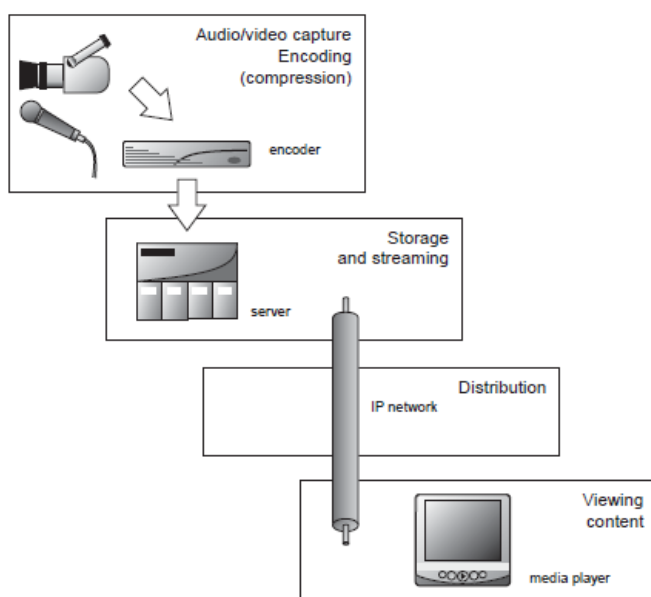 Audio/video capture
Encoding
(compression)
encoder
Storage
and streaming
server
Distribution
IP network
Viewing
content
media player